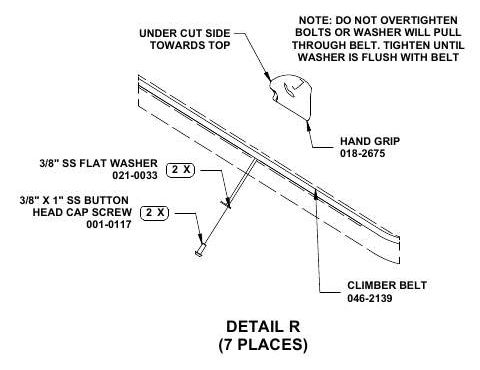 UNDER CUT SIDE
TOWARDS TOP
NOTE: DO NOT OVERTIGHTEN
BOLTS OR WASHER WILL PULL
THROUGH BELT. TIGHTEN UNTIL
WASHER IS FLUSH WITH BELT
HAND GRIP
018-2675
3/8" SS FLAT WASHER
021-0033
2 X
3/8" X 1" SS BUTTON
HEAD CAP SCREW
001-0117
2 X
CLIMBER BELT
046-2139
DETAIL R
(7 PLACES)